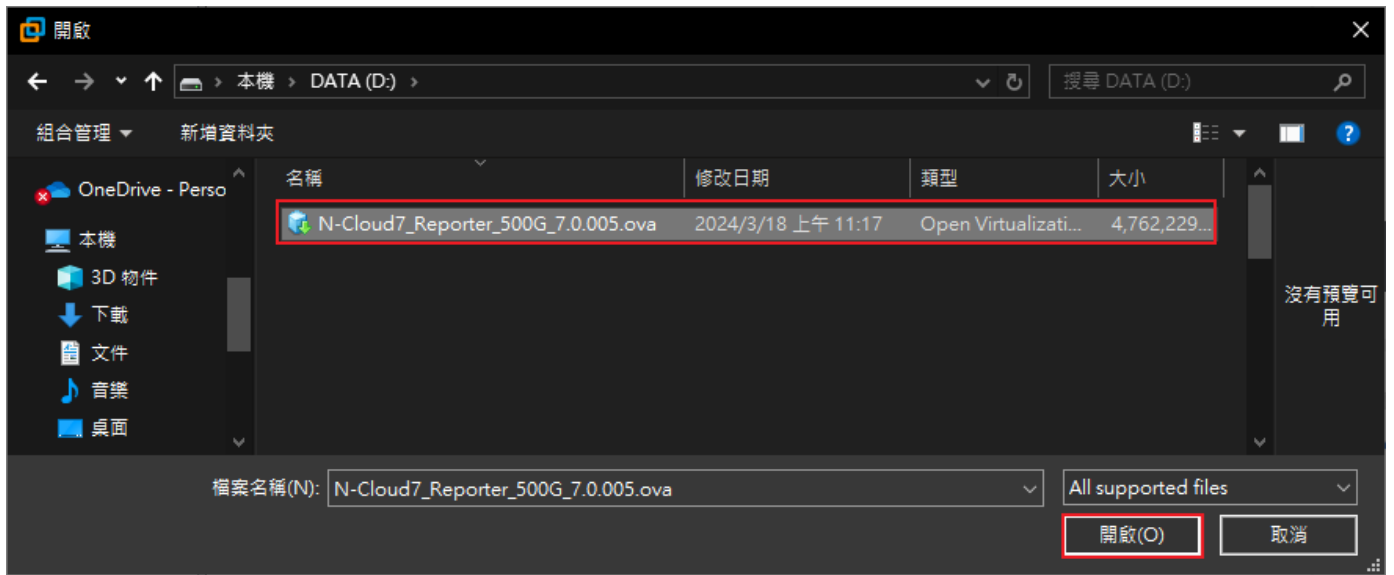 開啟
本機 › DATA (D:) ›
搜尋 DATA (D:)
組合管理
新增資料夾
名稱 修改日期 類型 大小
OneDrive - Perso
N-Cloud7_Reporter_500G_7.0.005.ova 2024/3/18 上午 11:17 Open Virtualizati... 4,762,229...
本機
3D 物件
下載
文件
音樂
桌面
沒有預覽可
用
檔案名稱(N): N-Cloud7_Reporter_500G_7.0.005.ova All supported files
開啟(O) 取消